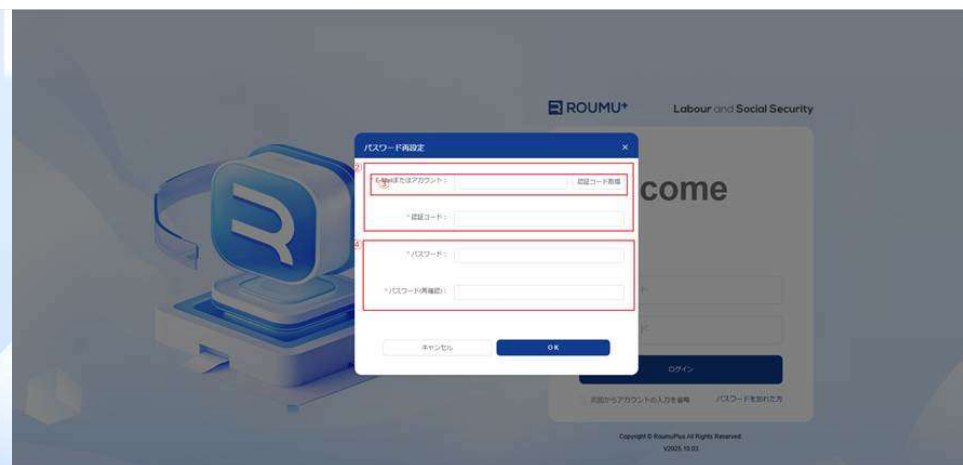 ROUMU+
Labour and Social Security
パスワード再設定
×
②
* E-Mailまたはアカウント：
③
認証コード取得
come
* 認証コード：
④
* パスワード：
* パスワード(再確認)：
キャンセル
OK
ログイン
次回からアカウントの入力を省略
パスワードを忘れた方
Copyright © RoumuPlus All Rights Reserved.
V2025.10.03